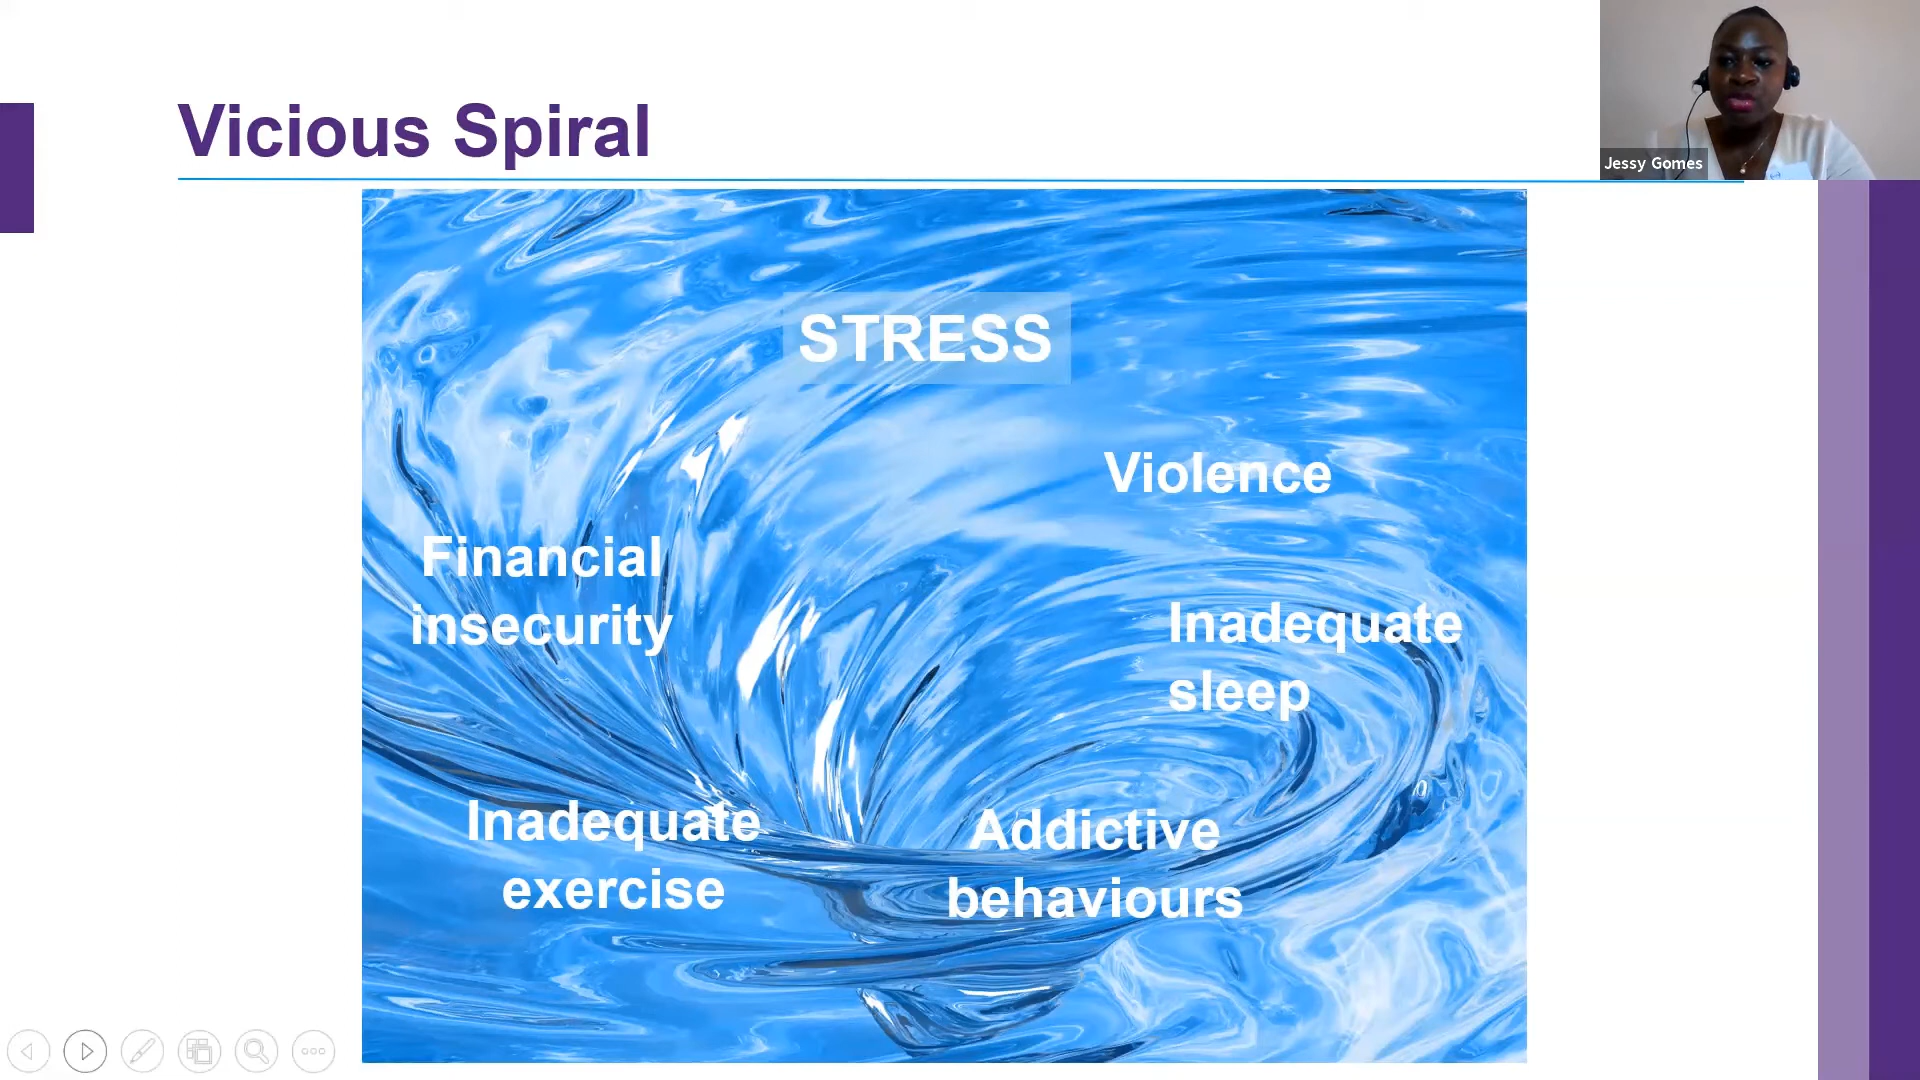 Vicious Spiral
Jessy Gomes
STRESS
Violence
Financial
insecurity
Inadequate
sleep
Inadequate
exercise
Addictive
behaviours